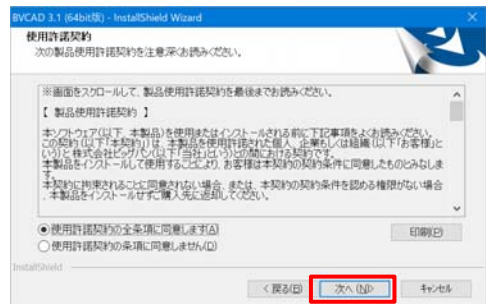 BVCAD 3.1 (64bit版) - InstallShield Wizard
使用許諾契約
次の製品使用許諾契約を注意深くお読みください。
※画面をスクロールして、製品使用許諾契約を最後までお読みください。
【 製品使用許諾契約 】
本ソフトウェア(以下、本製品)を使用またはインストールされる前に下記事項をよくお読みください。
この契約(以下「本契約」)は、本製品を使用許諾された個人、企業もしくは組織(以下「お客様」と
いう)と株式会社ビッグバン(以下「当社」という)との間における契約です。
本製品をインストールして使用することにより、お客様は本契約の契約条件に同意したものとみなしま
す。
本契約に拘束されることに同意されない場合、または、本契約の契約条件を認める権限がない場合
、本製品をインストールせずご購入先に返却してください。
使用許諾契約の全条項に同意します(A)
印刷(P)
使用許諾契約の条項に同意しません(D)
InstallShield
< 戻る(B)
次へ (N)>
キャンセル